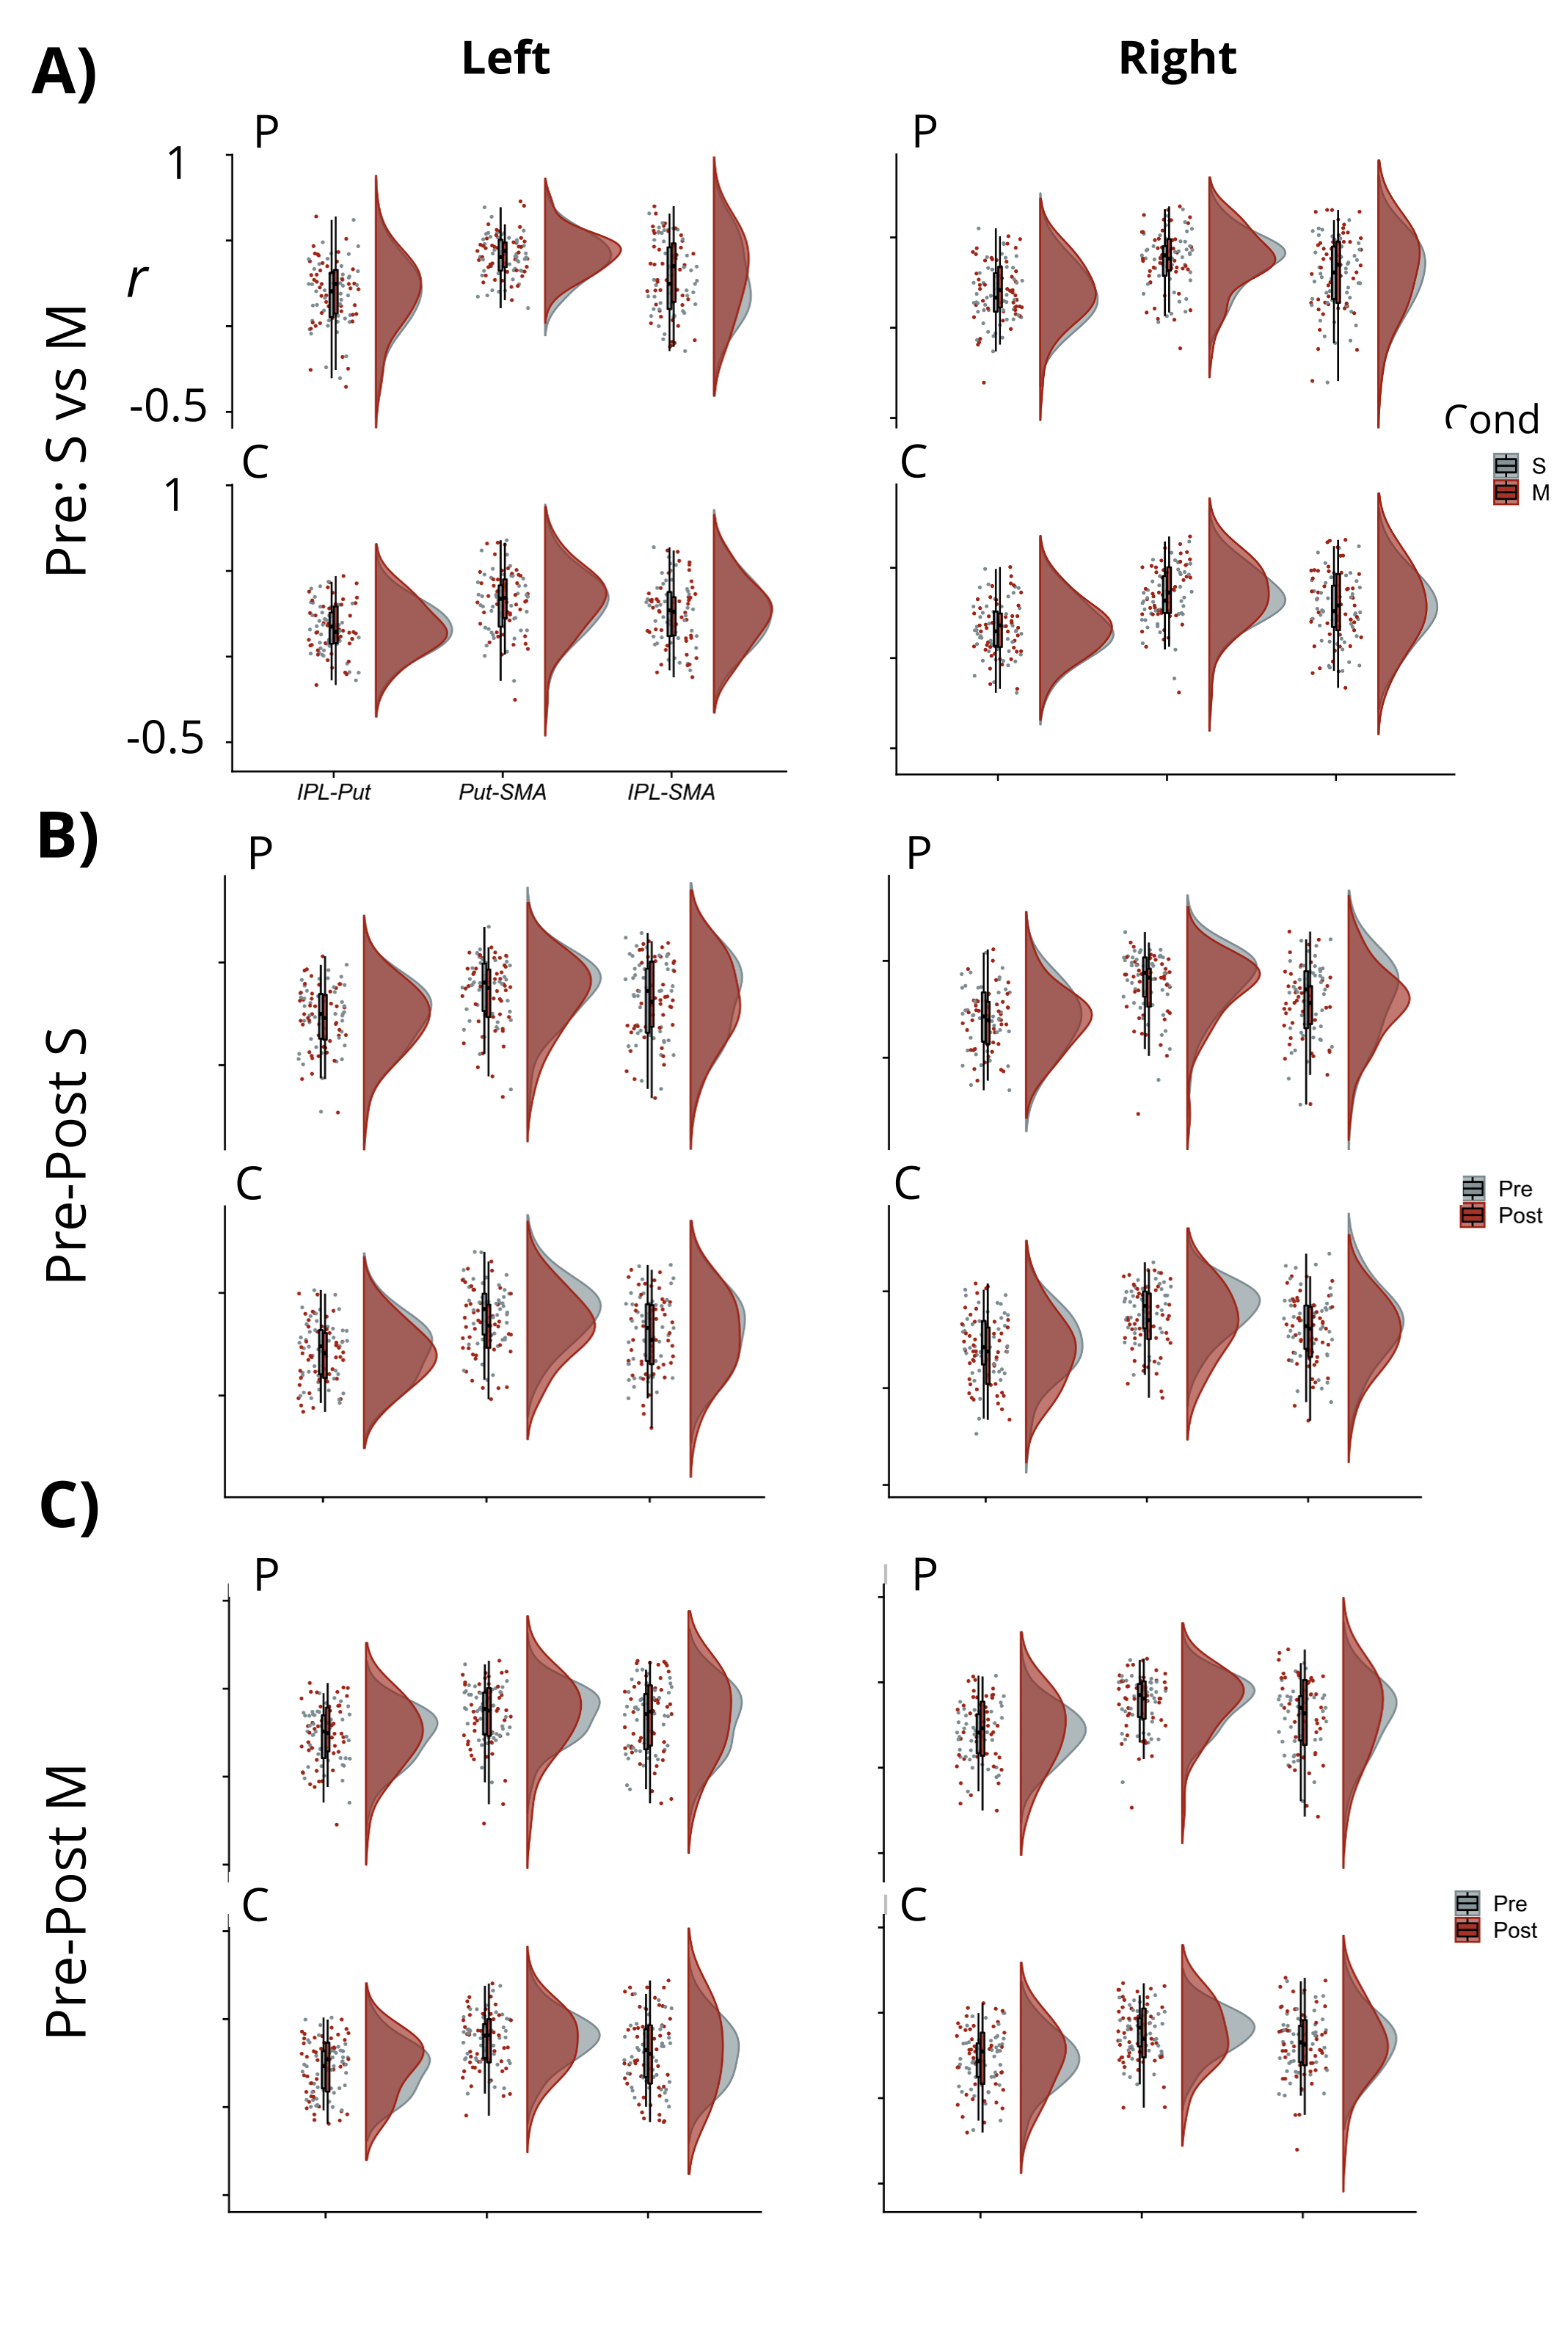 A)
Left
Right
P
P
1
r
-0.5
Pre: S vs M
Cond
S
M
C
C
1
-0.5
IPL-Put
Put-SMA
IPL-SMA
B)
P
P
Pre-Post S
C
C
Pre
Post
C)
P
P
Pre-Post M
C
C
Pre
Post